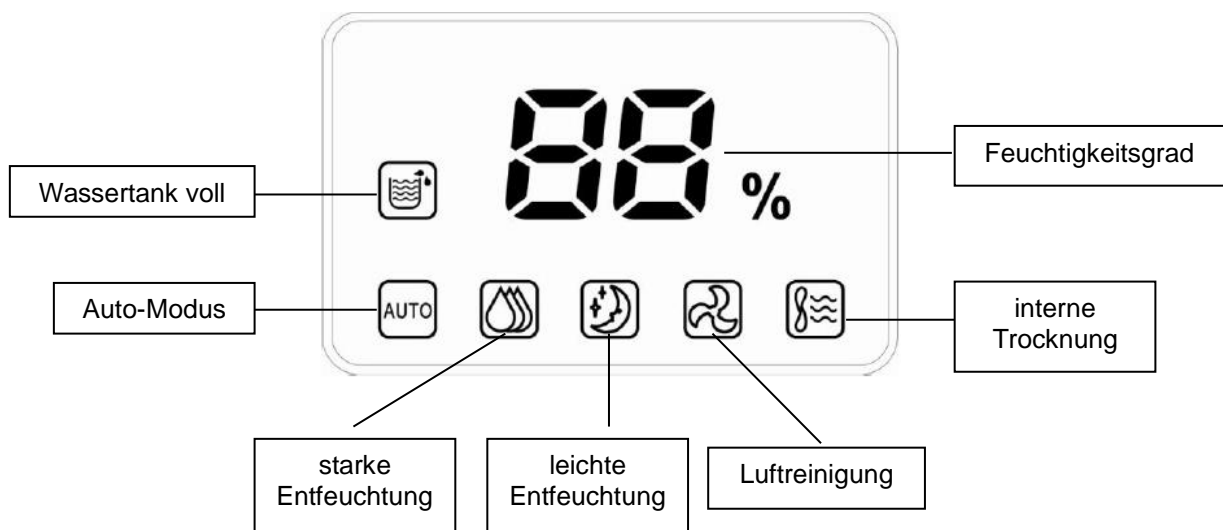 88
%
Feuchtigkeitsgrad
Wassertank voll
Auto-Modus
AUTO
interne
Trocknung
starke
Entfeuchtung
leichte
Entfeuchtung
Luftreinigung